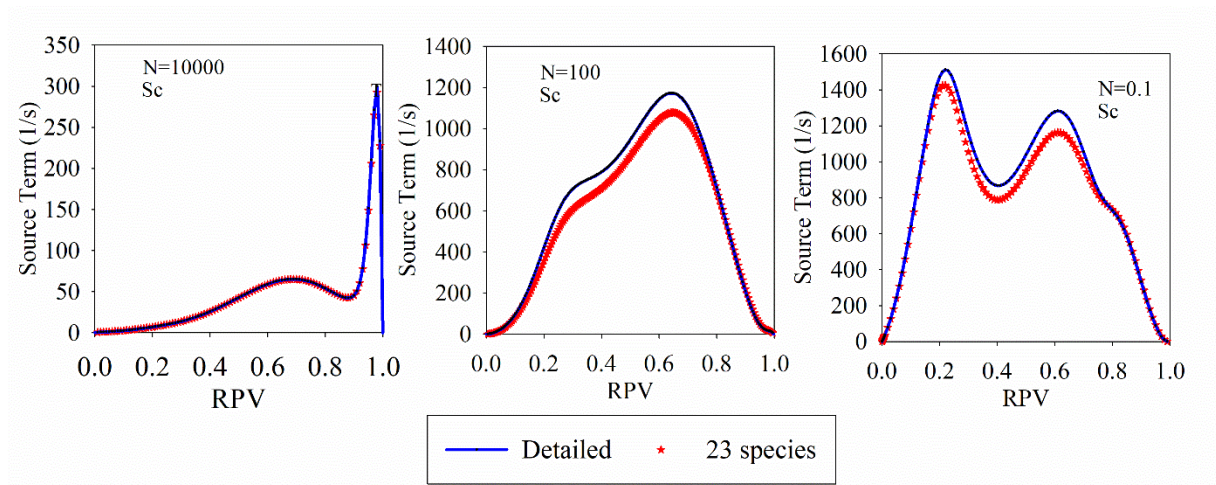 350
300
250
200
150
100
50
0
Source Term (1/s)
N=10000
Sc
0.0 0.2 0.4 0.6 0.8 1.0
RPV
1400
1200
1000
800
600
400
200
0
Source Term (1/s)
N=100
Sc
0.0 0.2 0.4 0.6 0.8 1.0
RPV
1600
1400
1200
1000
800
600
400
200
0
Source Term (1/s)
N=0.1
Sc
0.0 0.2 0.4 0.6 0.8 1.0
RPV
Detailed 23 species